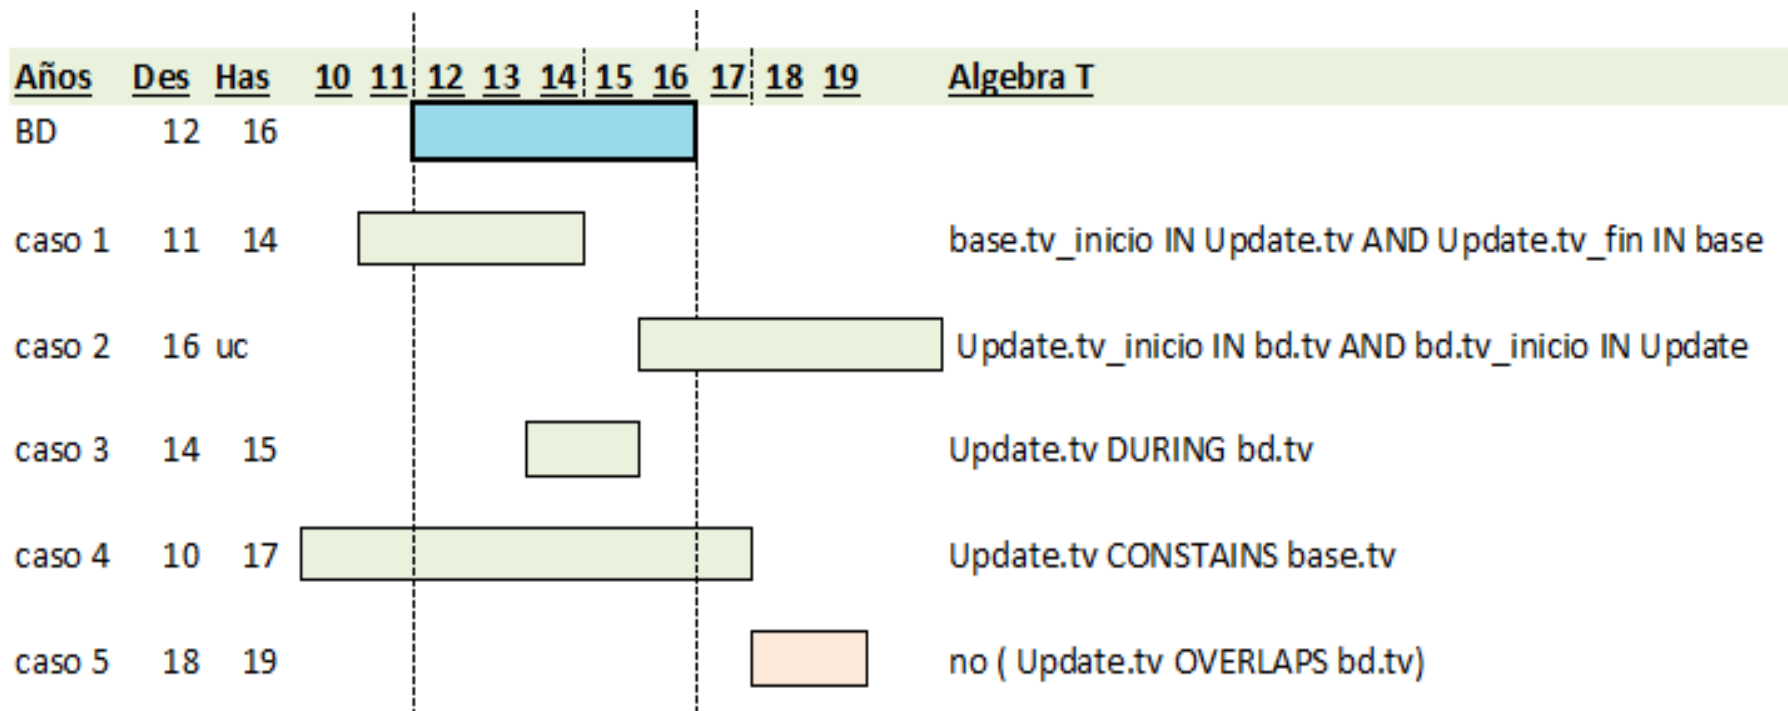 Años Des Has 10 11 12 13 14 15 16 17 18 19 Algebra T
BD 12 16
caso 1 11 14 base.tv_inicio IN Update.tv AND Update.tv_fin IN base
caso 2 16 uc Update.tv_inicio IN bd.tv AND bd.tv_inicio IN Update
caso 3 14 15 Update.tv DURING bd.tv
caso 4 10 17 Update.tv CONSTAINS base.tv
caso 5 18 19 no ( Update.tv OVERLAPS bd.tv)